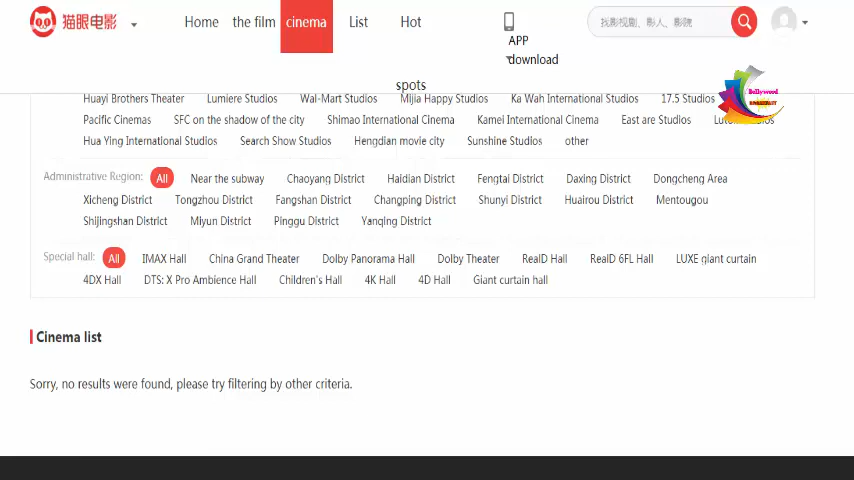 猫眼电影
Home the film cinema List Hot
spots
APP
download
找影视剧、影人、影院
Huayi Brothers Theater Lumiere Studios Wal-Mart Studios Mijia Happy Studios Ka Wah International Studios 17.5 Studios
Pacific Cinemas SFC on the shadow of the city Shimao International Cinema Kamei International Cinema East are Studios
Hua Ying International Studios Search Show Studios Hengdian movie city Sunshine Studios other
Bollywood
Administrative Region: All Near the subway Chaoyang District Haidian District Fengtai District Daxing District Dongcheng Area
Xicheng District Tongzhou District Fangshan District Changping District Shunyi District Huairou District Mentougou
Shijingshan District Miyun District Pinggu District Yanqing District
Special hall: All IMAX Hall China Grand Theater Dolby Panorama Hall Dolby Theater RealD Hall RealD 6FL Hall LUXE giant curtain
4DX Hall DTS: X Pro Ambience Hall Children's Hall 4K Hall 4D Hall Giant curtain hall
Cinema list
Sorry, no results were found, please try filtering by other criteria.